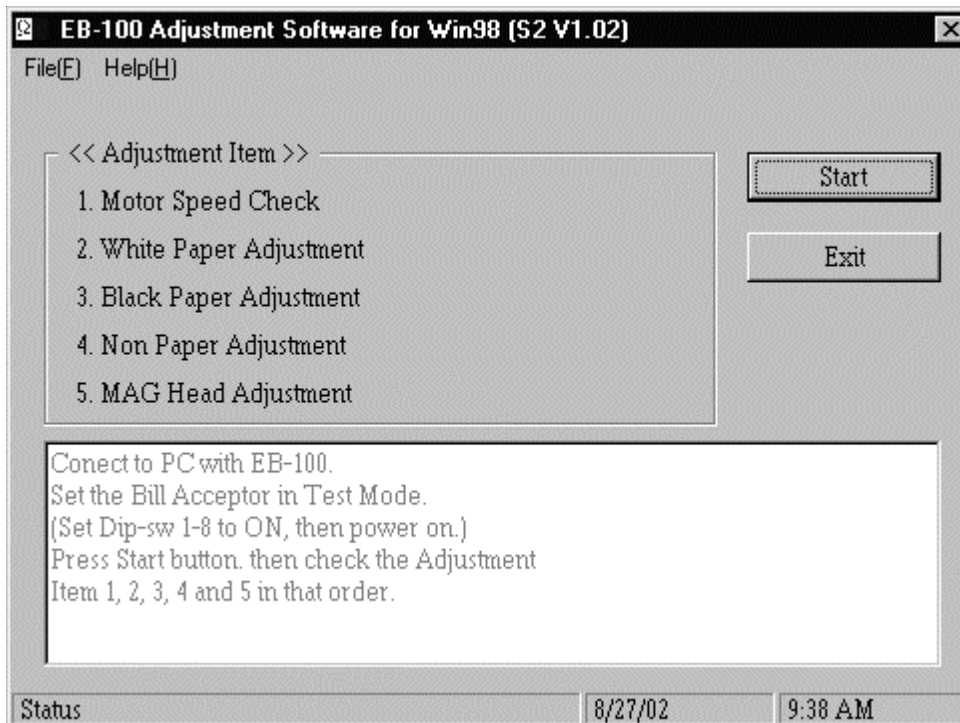 EB-100 Adjustment Software for Win98 (S2 V1.02)
File(F) Help(H)
<< Adjustment Item >>
1. Motor Speed Check
2. White Paper Adjustment
3. Black Paper Adjustment
4. Non Paper Adjustment
5. MAG Head Adjustment
Start
Exit
Conect to PC with EB-100.
Set the Bill Acceptor in Test Mode.
(Set Dip-sw 1-8 to ON, then power on.)
Press Start button. then check the Adjustment
Item 1, 2, 3, 4 and 5 in that order.
Status 8/27/02 9:38 AM